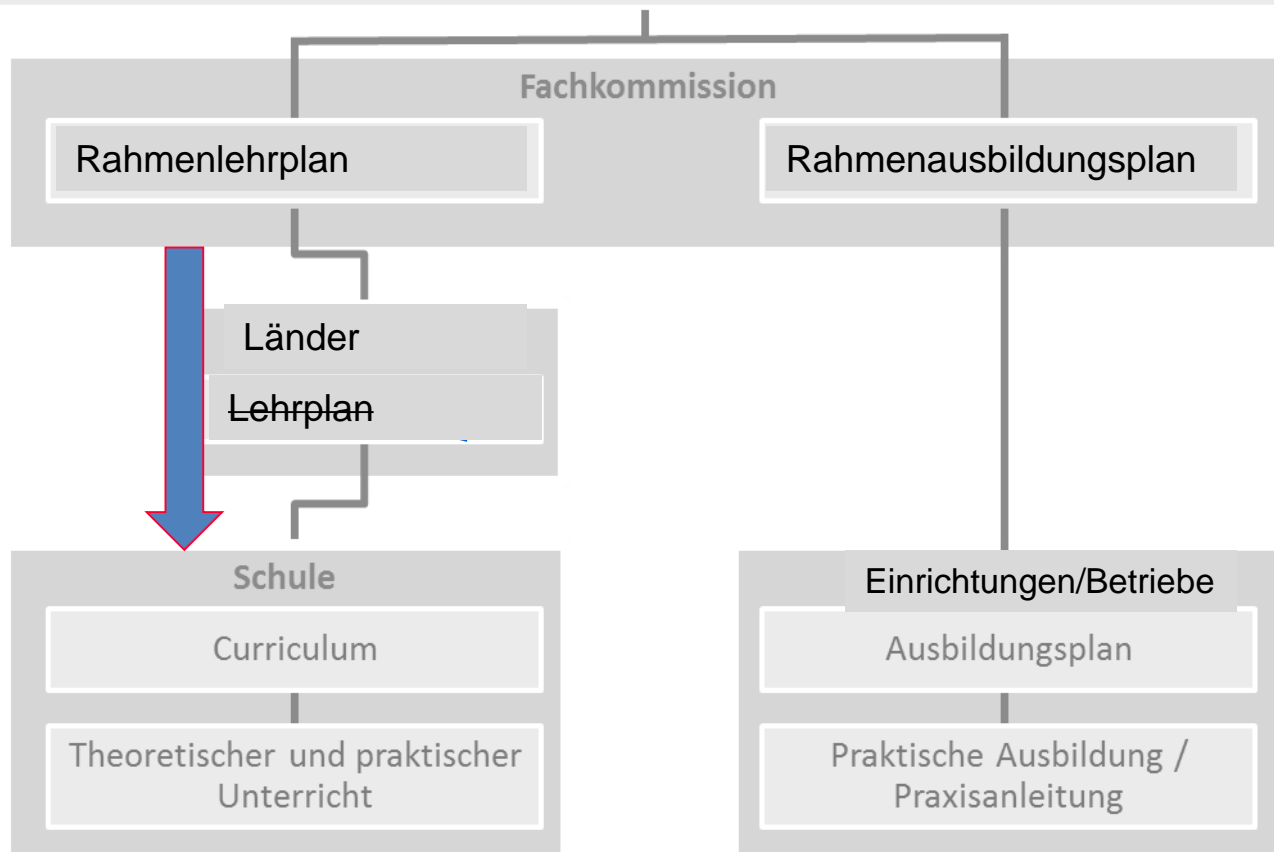 Fachkommission
Rahmenlehrplan
Rahmenausbildungsplan
Länder
Lehrplan
Schule
Curriculum
Theoretischer und praktischer
Unterricht
Einrichtungen/Betriebe
Ausbildungsplan
Praktische Ausbildung /
Praxisanleitung